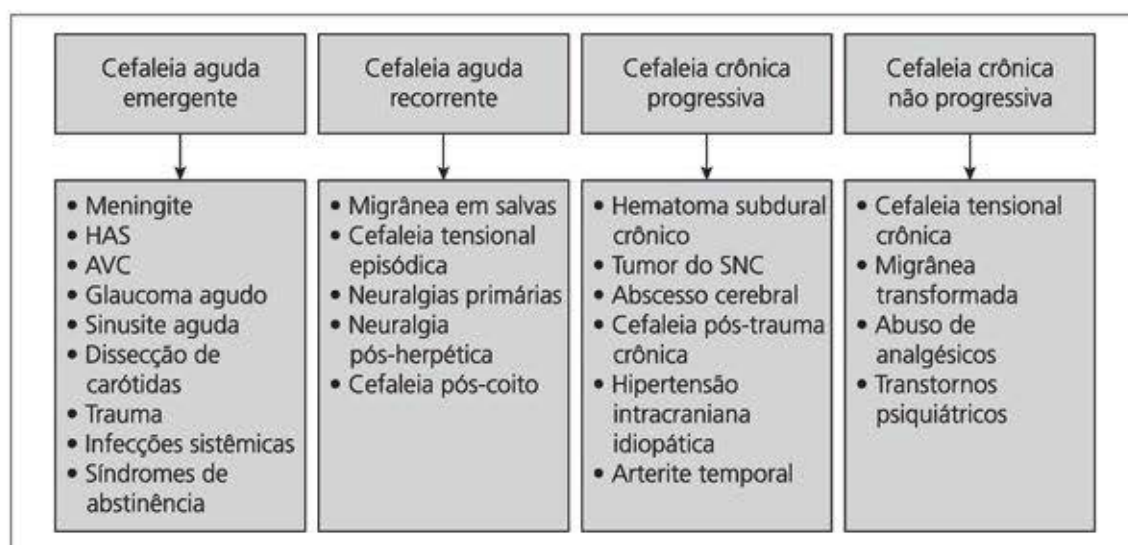 Cefaleia aguda
emergente
• Meningite
• HAS
• AVC
• Glaucoma agudo
• Sinusite aguda
• Dissecção de
carótidas
• Trauma
• Infecções sistêmicas
• Síndromes de
abstinência
Cefaleia aguda
recorrente
• Migrânea em salvas
• Cefaleia tensional
episódica
• Neuralgias primárias
• Neuralgia
pós-herpética
• Cefaleia pós-coito
Cefaleia crônica
progressiva
• Hematoma subdural
crônico
• Tumor do SNC
• Abscesso cerebral
• Cefaleia pós-trauma
crônica
• Hipertensão
intracraniana
idiopática
• Arterite temporal
Cefaleia crônica
não progressiva
• Cefaleia tensional
crônica
• Migrânea
transformada
• Abuso de
analgésicos
• Transtornos
psiquiátricos